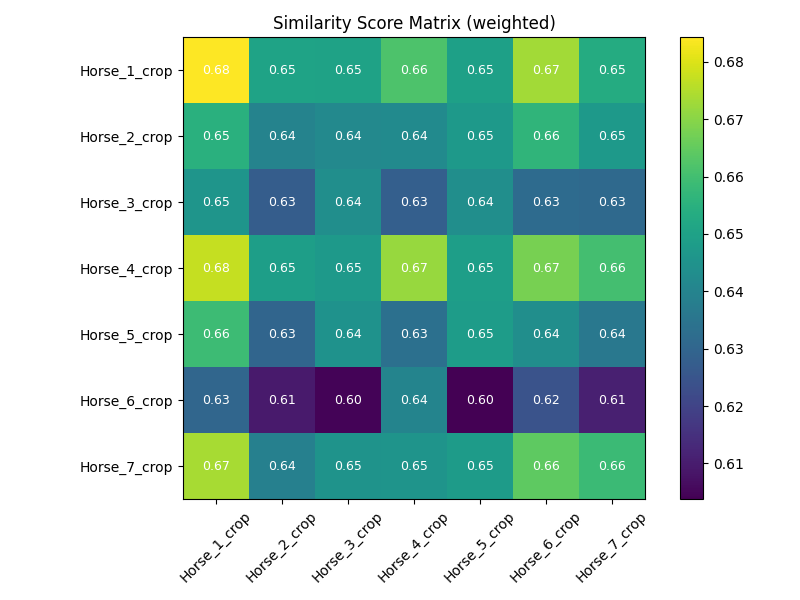 Similarity Score Matrix (weighted)
Horse_1_crop 0.68 0.65 0.65 0.66 0.65 0.67 0.65
Horse_2_crop 0.65 0.64 0.64 0.64 0.65 0.66 0.65
Horse_3_crop 0.65 0.63 0.64 0.63 0.64 0.63 0.63
Horse_4_crop 0.68 0.65 0.65 0.67 0.65 0.67 0.66
Horse_5_crop 0.66 0.63 0.64 0.63 0.65 0.64 0.64
Horse_6_crop 0.63 0.61 0.60 0.64 0.60 0.62 0.61
Horse_7_crop 0.67 0.64 0.65 0.65 0.65 0.66 0.66
Horse_1_crop Horse_2_crop Horse_3_crop Horse_4_crop Horse_5_crop Horse_6_crop Horse_7_crop
0.68
0.67
0.66
0.65
0.64
0.63
0.62
0.61